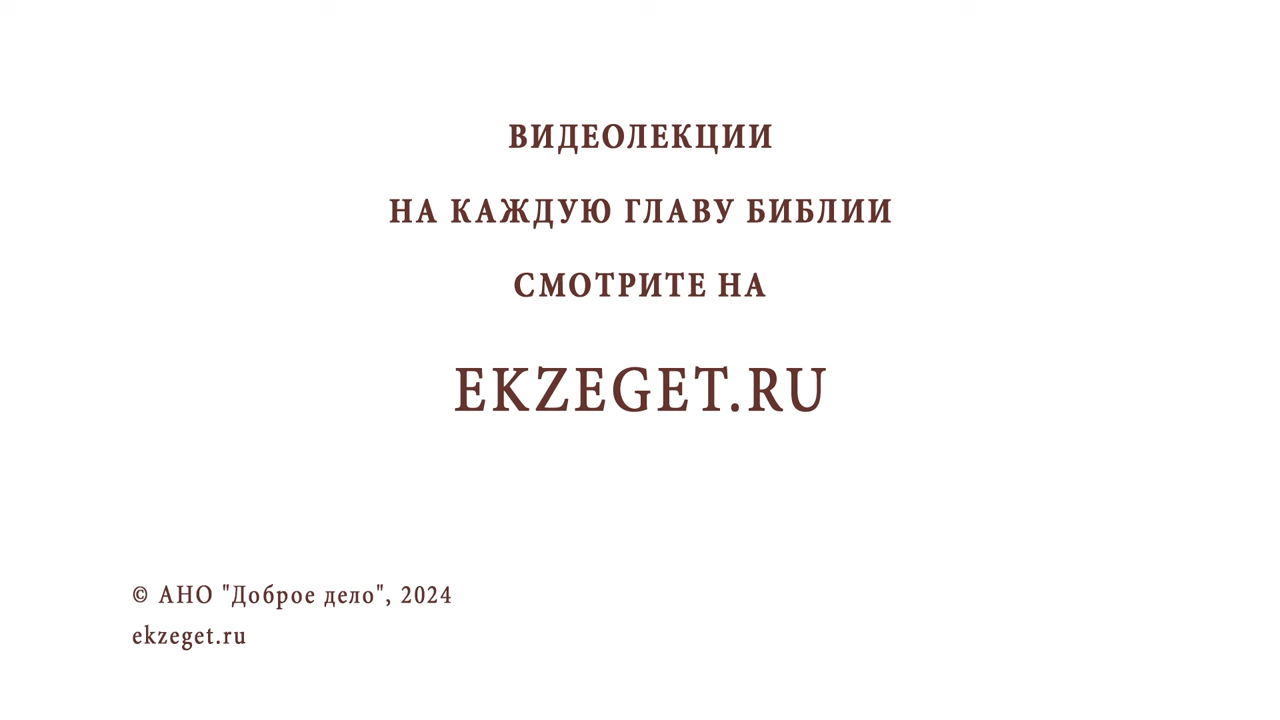 ВИДЕОЛЕКЦИИ
НА КАЖДУЮ ГЛАВУ БИБЛИИ
СМОТРИТЕ НА
EKZEGET.RU
© АНО "Доброе дело", 2024
ekzeget.ru